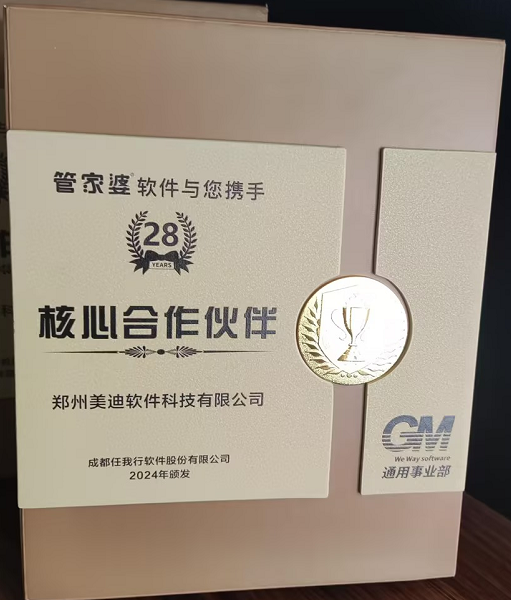 管家婆®软件与您携手
28
YEARS
核心合作伙伴
郑州美迪软件科技有限公司
成都任我行软件股份有限公司
2024年颁发
GM
We Way software
通用事业部